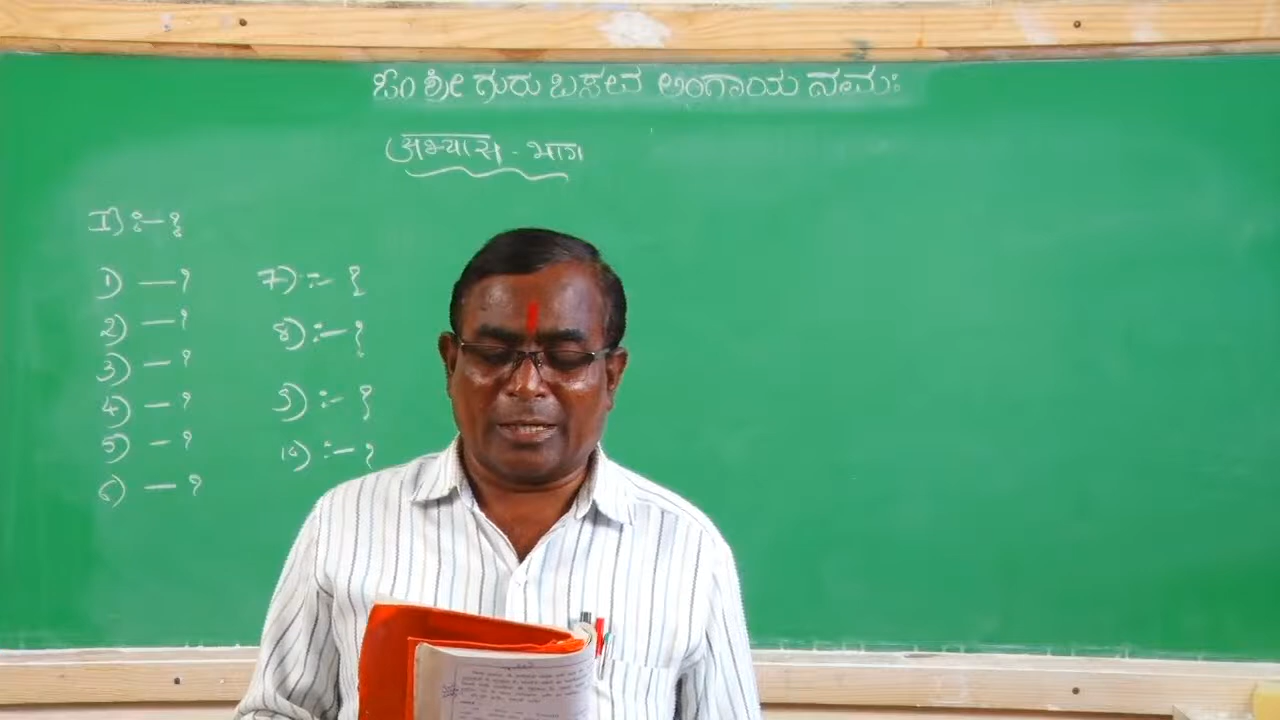 ಓಂ ಶ್ರೀ ಗುರು ಬಸವ ಲಿಂಗಾಯ ನಮಃ
अभ्यास - भाग
I) :- ?
1) — ?
2) — ?
3) — ?
4) — ?
5) — ?
6) — ?
7) :- ?
8) :- ?
9) :- ?
10) :- ?